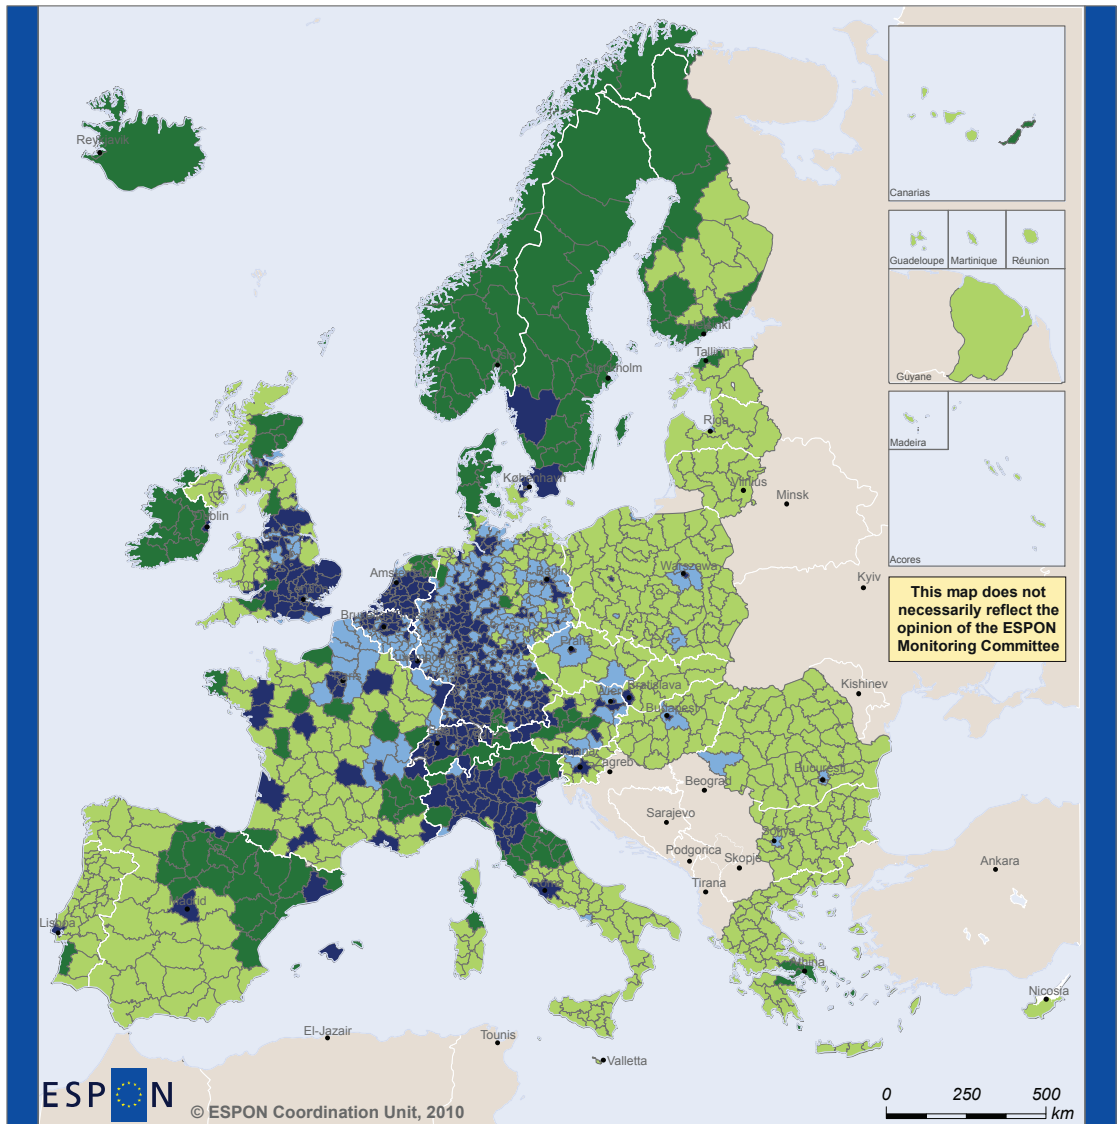 Reykjavik
Canarias
Guadeloupe
Martinique
Réunion
Helsinki
Tallinn
Oslo
Stockholm
Guyane
Riga
Madeira
København
Vilnius
Minsk
Dublin
Acores
Berlin
Warszawa
Kyiv
London
This map does not
necessarily reflect the
opinion of the ESPON
Monitoring Committee
Praha
Paris
Kishinev
Wien
Bratislava
Budapest
Ljubljana
Zagreb
Beograd
Bucuresti
Sarajevo
Sofiya
Podgorica
Skopje
Ankara
Roma
Tirana
Madrid
Lisboa
Athina
Nicosia
El-Jazair
Tounis
Valletta
ESPON
© ESPON Coordination Unit, 2010
0 250 500
km